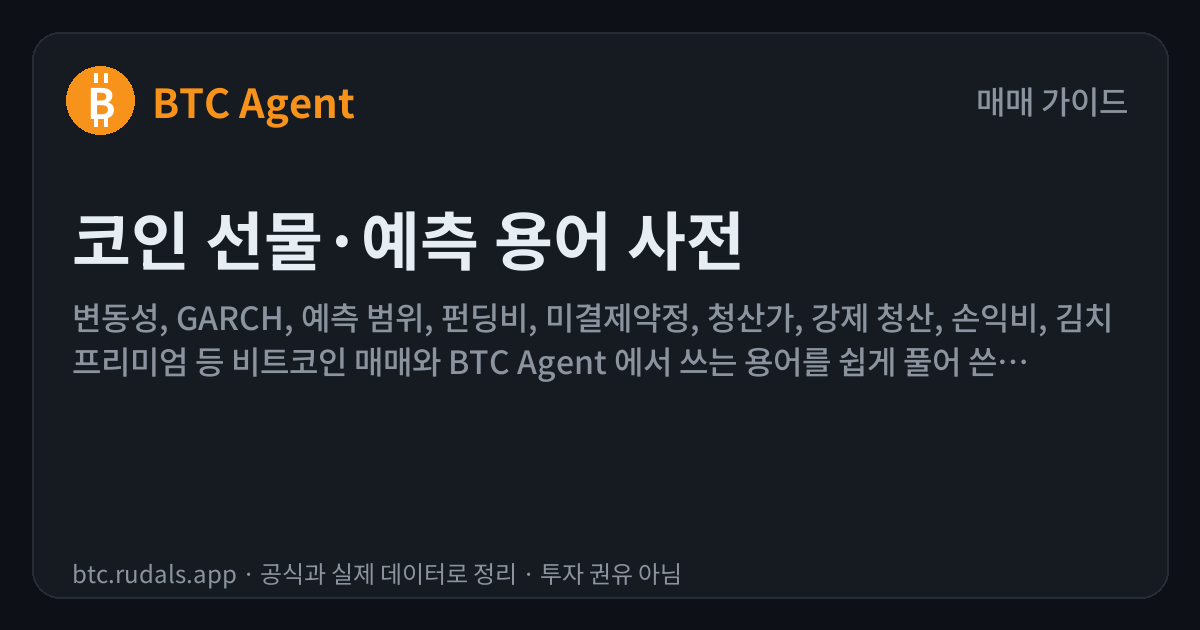 BTC Agent
매매 가이드
코인 선물·예측 용어 사전
변동성, GARCH, 예측 범위, 펀딩비, 미결제약정, 청산가, 강제 청산, 손익비, 김치
프리미엄 등 비트코인 매매와 BTC Agent 에서 쓰는 용어를 쉽게 풀어 쓴…
btc.rudals.app · 공식과 실제 데이터로 정리 · 투자 권유 아님